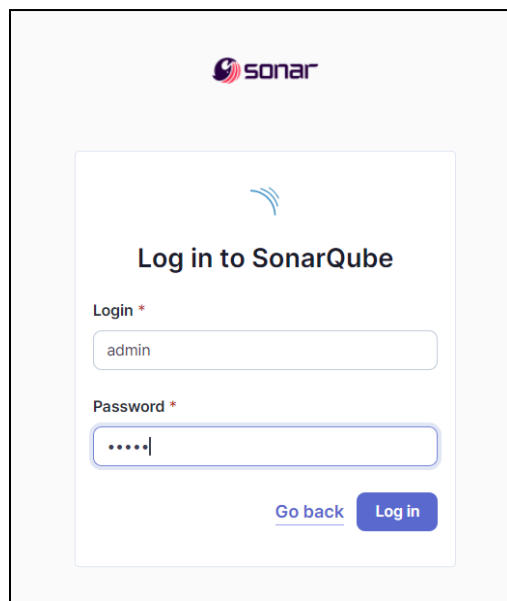 sonar
Log in to SonarQube
Login *
admin
Password *
•••••
Go back
Log in